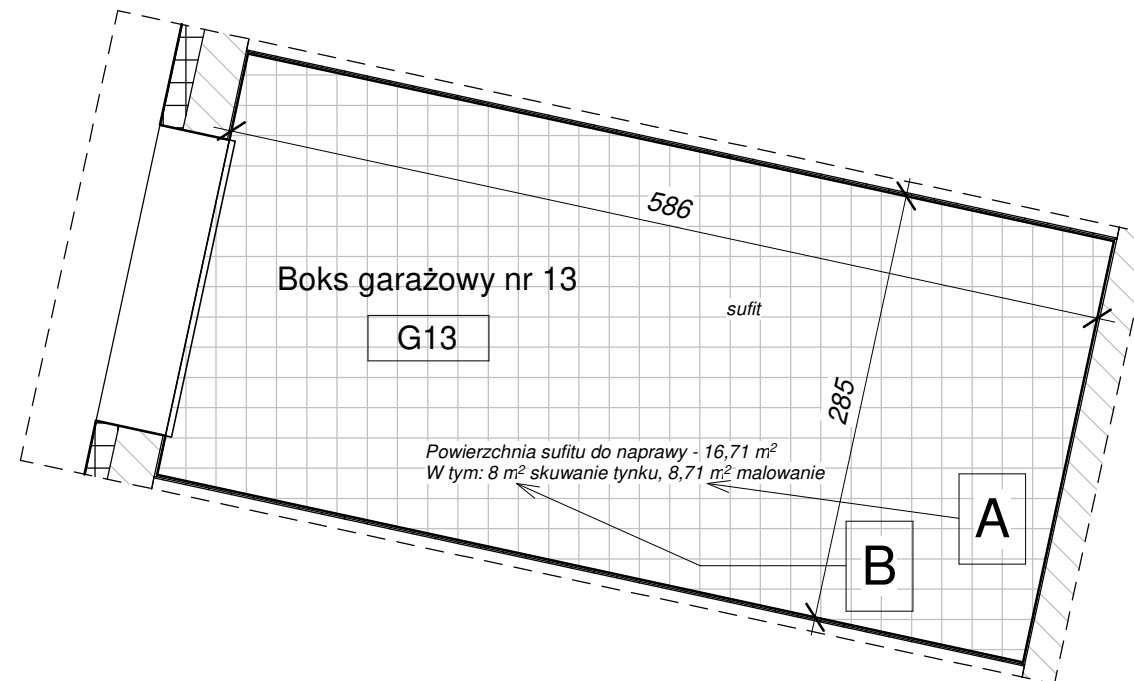 586
Boks garażowy nr 13
sufit
G13
285
Powierzchnia sufitu do naprawy - 16,71 m²
W tym: 8 m² skuwanie tynku, 8,71 m² malowanie
A
B